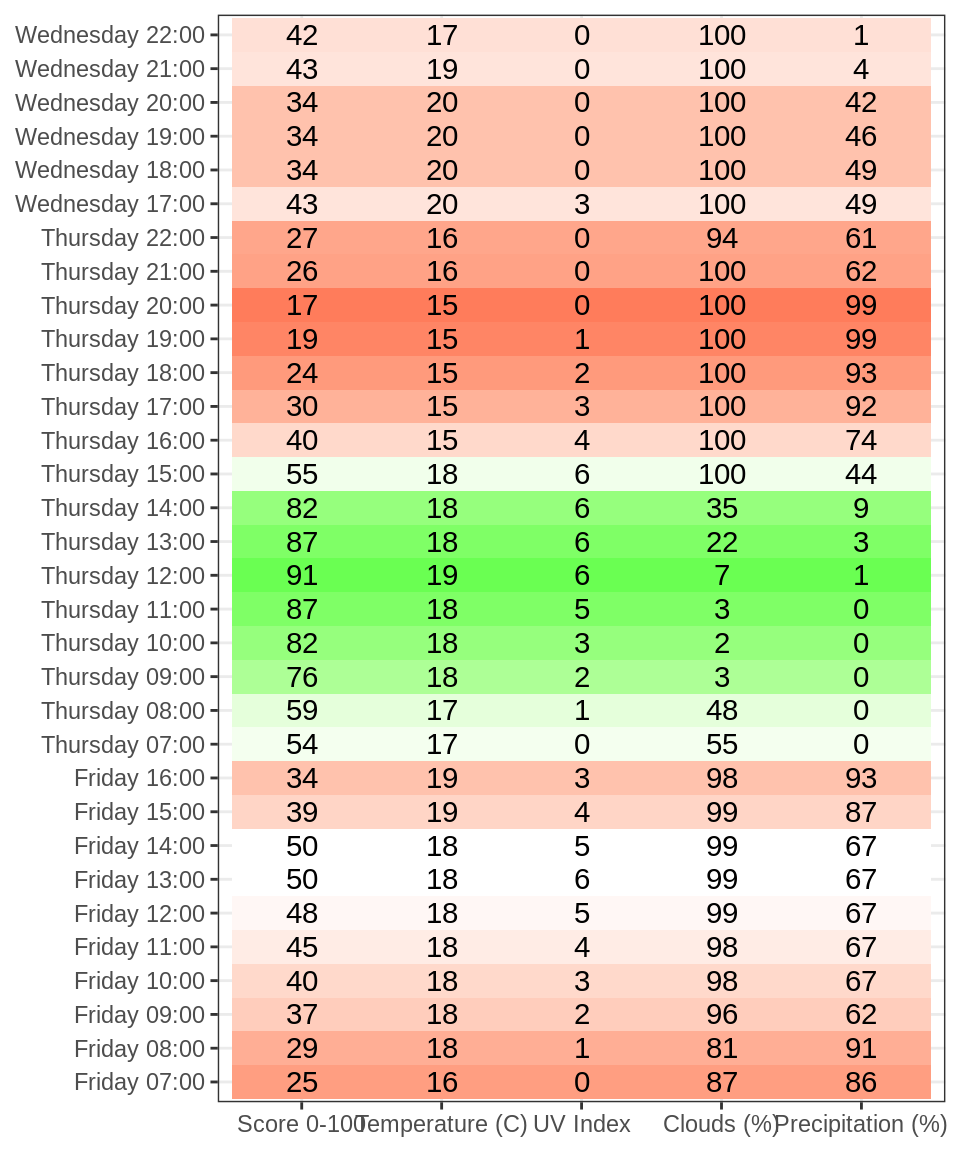 Wednesday 22:00 42 17 0 100 1
Wednesday 21:00 43 19 0 100 4
Wednesday 20:00 34 20 0 100 42
Wednesday 19:00 34 20 0 100 46
Wednesday 18:00 34 20 0 100 49
Wednesday 17:00 43 20 3 100 49
Thursday 22:00 27 16 0 94 61
Thursday 21:00 26 16 0 100 62
Thursday 20:00 17 15 0 100 99
Thursday 19:00 19 15 1 100 99
Thursday 18:00 24 15 2 100 93
Thursday 17:00 30 15 3 100 92
Thursday 16:00 40 15 4 100 74
Thursday 15:00 55 18 6 100 44
Thursday 14:00 82 18 6 35 9
Thursday 13:00 87 18 6 22 3
Thursday 12:00 91 19 6 7 1
Thursday 11:00 87 18 5 3 0
Thursday 10:00 82 18 3 2 0
Thursday 09:00 76 18 2 3 0
Thursday 08:00 59 17 1 48 0
Thursday 07:00 54 17 0 55 0
Friday 16:00 34 19 3 98 93
Friday 15:00 39 19 4 99 87
Friday 14:00 50 18 5 99 67
Friday 13:00 50 18 6 99 67
Friday 12:00 48 18 5 99 67
Friday 11:00 45 18 4 98 67
Friday 10:00 40 18 3 98 67
Friday 09:00 37 18 2 96 62
Friday 08:00 29 18 1 81 91
Friday 07:00 25 16 0 87 86
Score 0-100 Temperature (C) UV Index Clouds (%) Precipitation (%)